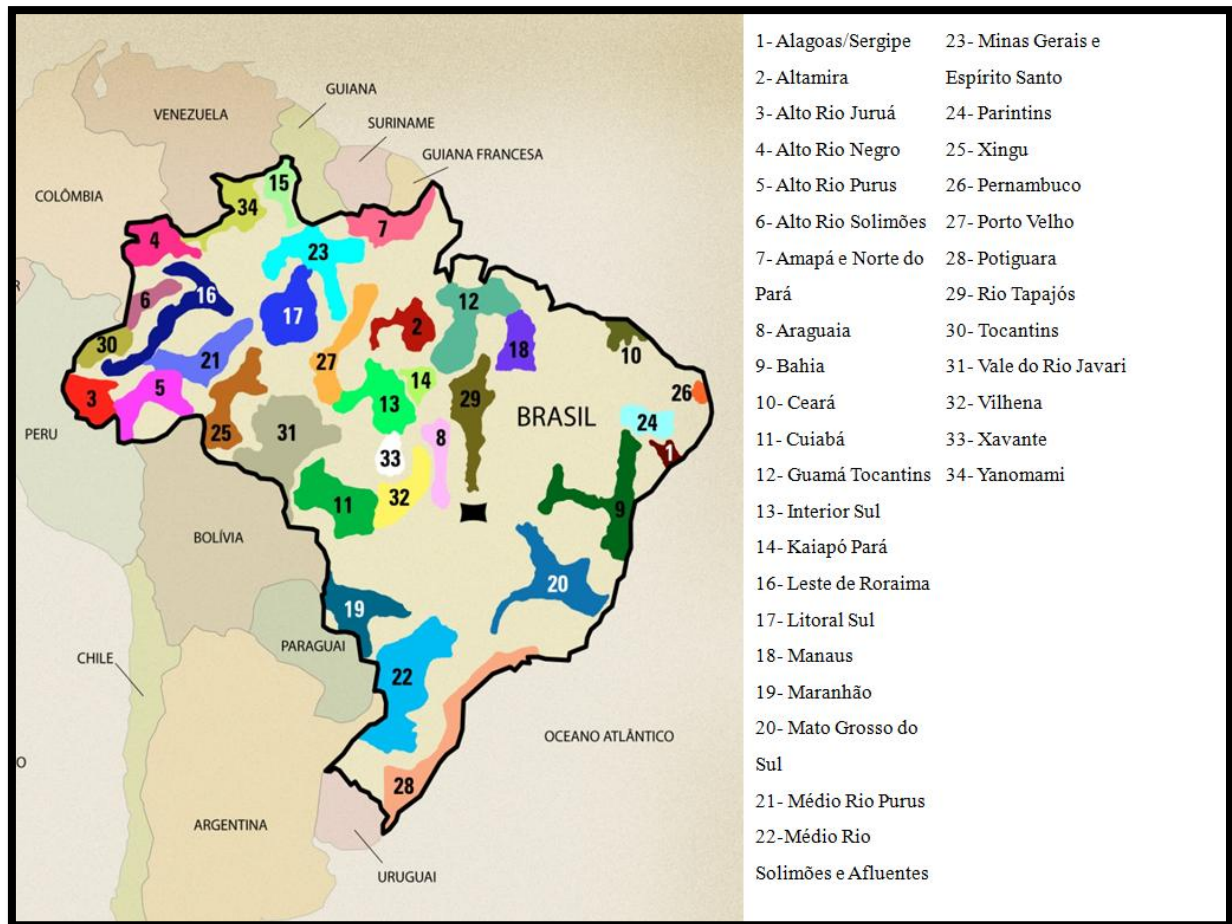 GUIANA
VENEZUELA
SURINAME
GUIANA FRANCESA
COLÔMBIA
15
34
7
4
23
6
16
12
17
2
18
30
21
27
10
14
3
5
13
29
BRASIL
26
25
31
8
24
PERU
33
1
11
32
9
BOLÍVIA
20
19
PARAGUAI
CHILE
22
OCEANO ATLÂNTICO
O
28
ARGENTINA
URUGUAI
1- Alagoas/Sergipe
2- Altamira
3- Alto Rio Juruá
4- Alto Rio Negro
5- Alto Rio Purus
6- Alto Rio Solimões
7- Amapá e Norte do
Pará
8- Araguaia
9- Bahia
10- Ceará
11- Cuiabá
12- Guamá Tocantins
13- Interior Sul
14- Kaiapó Pará
16- Leste de Roraima
17- Litoral Sul
18- Manaus
19- Maranhão
20- Mato Grosso do
Sul
21- Médio Rio Purus
22-Médio Rio
Solimões e Afluentes
23- Minas Gerais e
Espírito Santo
24- Parintins
25- Xingu
26- Pernambuco
27- Porto Velho
28- Potiguara
29- Rio Tapajós
30- Tocantins
31- Vale do Rio Javari
32- Vilhena
33- Xavante
34- Yanomami